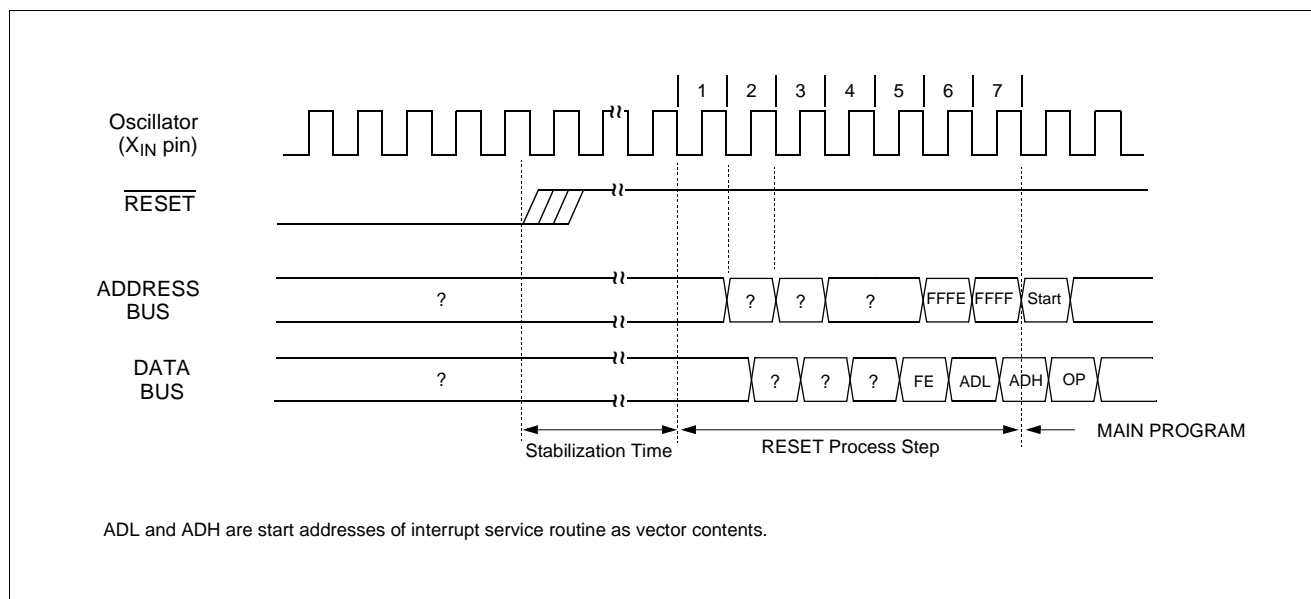 1 2 3 4 5 6 7
Oscillator
(XIN pin)
RESET
ADDRESS
BUS
? ? ? ? FFFE FFFF Start
DATA
BUS
? ? ? ? FE ADL ADH OP
Stabilization Time
RESET Process Step
MAIN PROGRAM
ADL and ADH are start addresses of interrupt service routine as vector contents.